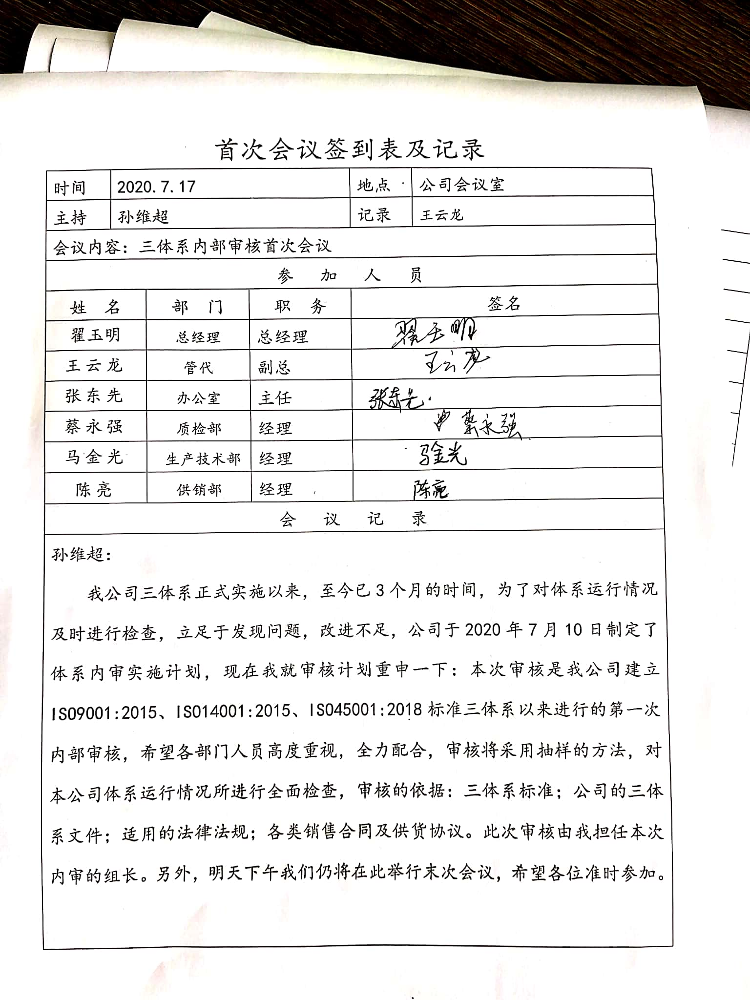 首次会议签到表及记录
时间 2020.7.17 地点 公司会议室
主持 孙维超 记录 王云龙
会议内容：三体系内部审核首次会议
参 加 人 员
姓 名 部 门 职 务 签名
翟玉明 总经理 总经理 翟玉明
王云龙 管代 副总 王云龙
张东先 办公室 主任 张东先.
蔡永强 质检部 经理 蔡永强
马金光 生产技术部 经理 马金光
陈亮 供销部 经理 陈亮
会 议 记 录
孙维超：
我公司三体系正式实施以来，至今已3个月的时间，为了对体系运行情况
及时进行检查，立足于发现问题，改进不足，公司于2020年7月10日制定了
体系内审实施计划，现在我就审核计划重申一下：本次审核是我公司建立
ISO9001:2015、ISO14001:2015、ISO45001:2018标准三体系以来进行的第一次
内部审核，希望各部门人员高度重视，全力配合，审核将采用抽样的方法，对
本公司体系运行情况所进行全面检查，审核的依据：三体系标准；公司的三体
系文件；适用的法律法规；各类销售合同及供货协议。此次审核由我担任本次
内审的组长。另外，明天下午我们仍将在此举行末次会议，希望各位准时参加。